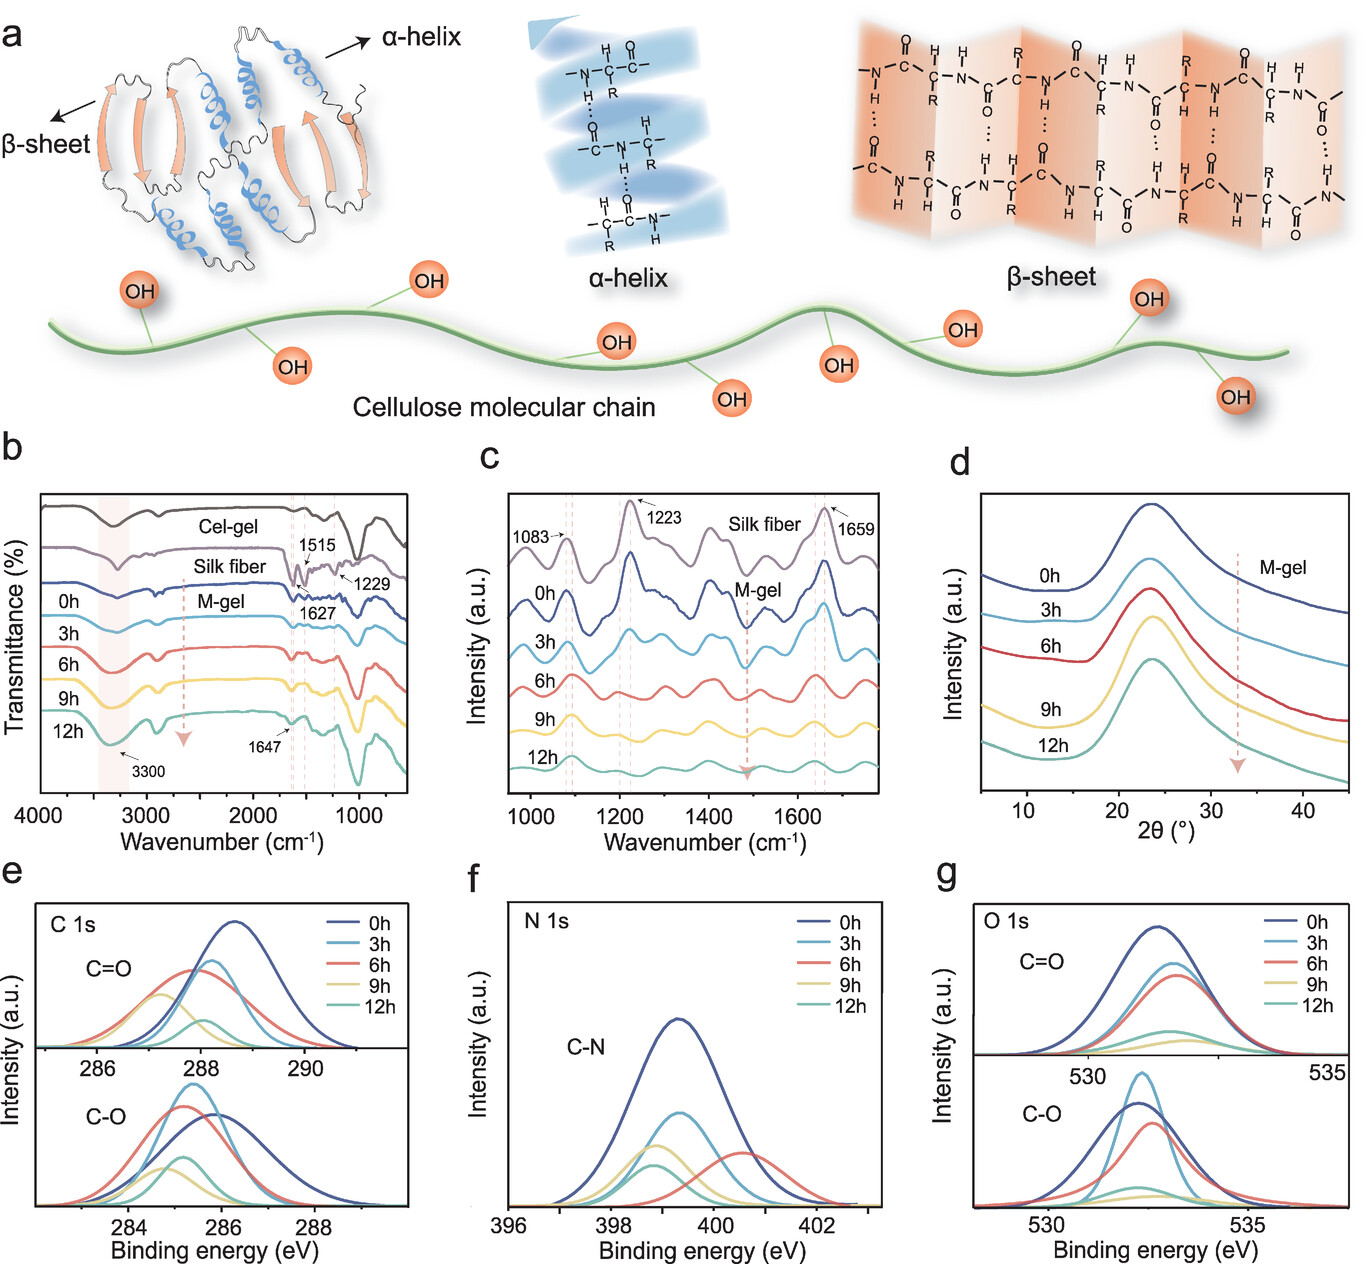 a
α-helix
β-sheet
H
O
N
C
C
H
R
O
H
C
N
C
H
R
H
O
H
C
C
N
R
H
α-helix
O
H
H
R
O
H
H
R
O
H
H
N
C
C
N
C
C
N
C
C
N
C
C
N
C
C
N
C
H
R
O
H
H
R
O
H
H
R
O
O
R
H
H
O
R
H
H
O
R
H
C
N
C
C
N
C
C
N
C
C
N
C
C
N
C
C
N
H
H
O
R
H
H
O
R
H
H
O
β-sheet
OH
OH
OH
OH
OH
OH
OH
OH
OH
Cellulose molecular chain
b
Transmittance (%)
Cel-gel
Silk fiber
1515
1229
1627
M-gel
0h
3h
6h
9h
12h
1647
3300
4000 3000 2000 1000
Wavenumber (cm-1)
c
Intensity (a.u.)
1083
1223
Silk fiber
1659
M-gel
0h
3h
6h
9h
12h
1000 1200 1400 1600
Wavenumber (cm-1)
d
Intensity (a.u.)
0h
M-gel
3h
6h
9h
12h
10 20 30 40
2θ (°)
e
Intensity (a.u.)
C 1s
C=O
0h
3h
6h
9h
12h
286 288 290
C-O
284 286 288
Binding energy (eV)
f
Intensity (a.u.)
N 1s
C-N
0h
3h
6h
9h
12h
396 398 400 402
Binding energy (eV)
g
Intensity (a.u.)
O 1s
C=O
0h
3h
6h
9h
12h
530 535
C-O
530 535
Binding energy (eV)